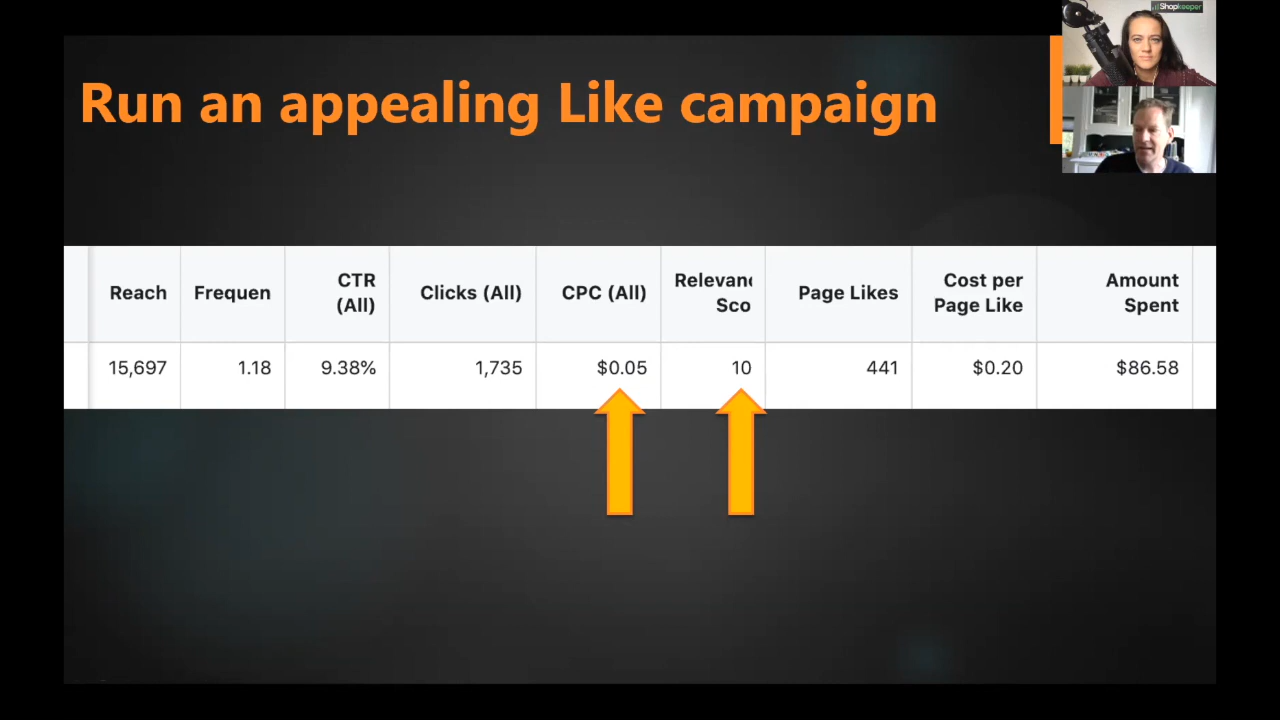 Shopkeeper
Run an appealing Like campaign
Reach Frequen CTR (All) Clicks (All) CPC (All) Relevanc Sco Page Likes Cost per Page Like Amount Spent
15,697 1.18 9.38% 1,735 $0.05 10 441 $0.20 $86.58